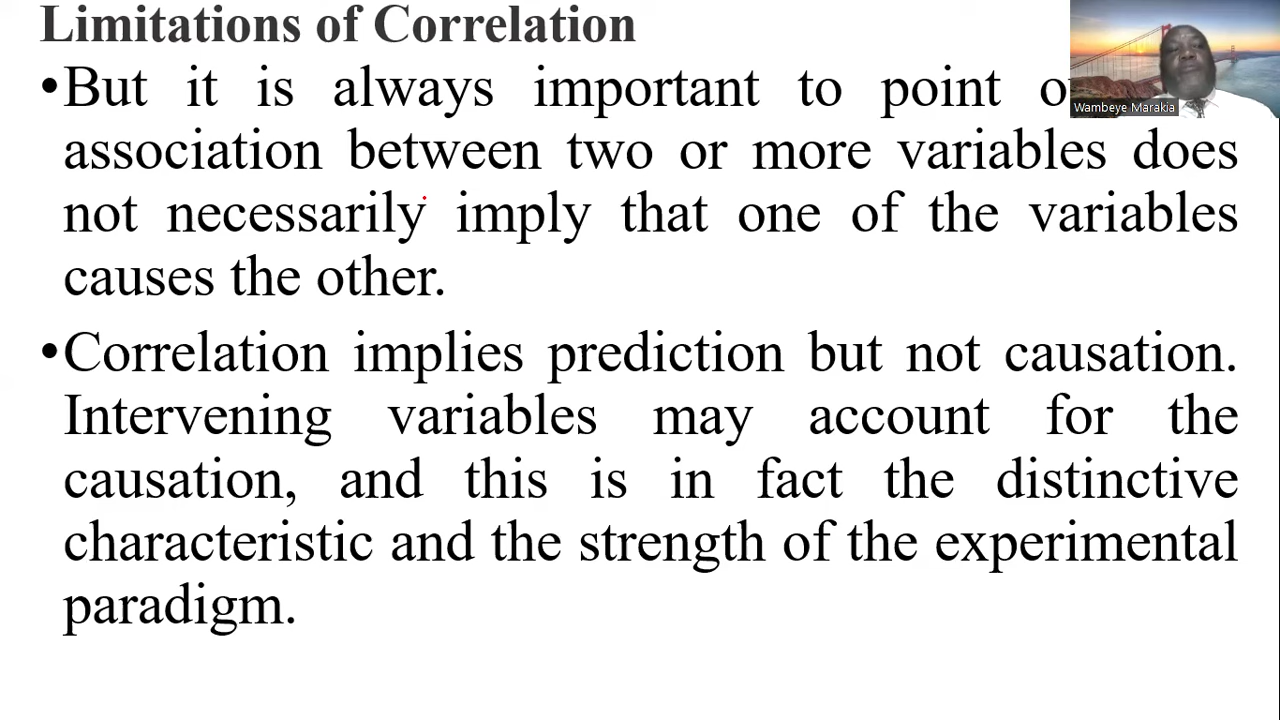 Limitations of Correlation
•But it is always important to point
association between two or more variables does
not necessarily imply that one of the variables
causes the other.
•Correlation implies prediction but not causation.
Intervening variables may account for the
causation, and this is in fact the distinctive
characteristic and the strength of the experimental
paradigm.
Wambeye Marakia